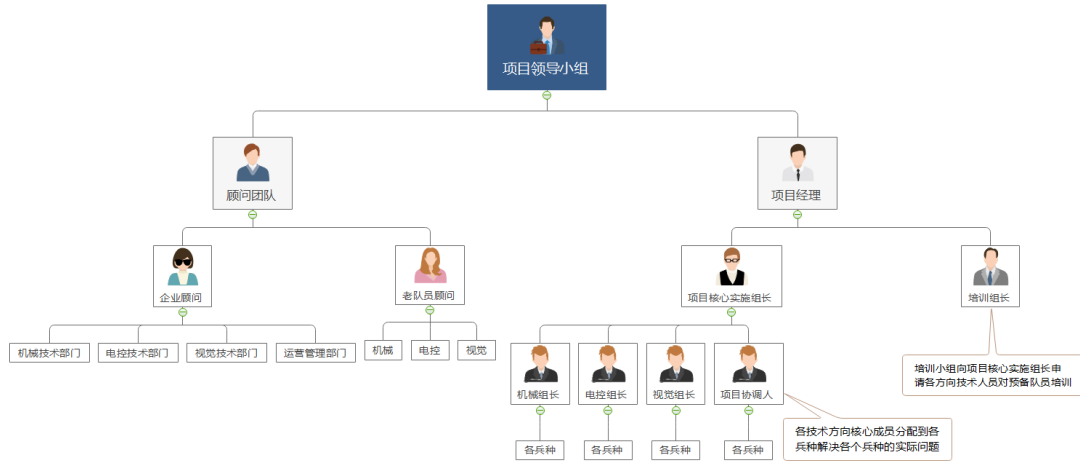 项目领导小组
顾问团队
项目经理
企业顾问
老队员顾问
项目核心实施组长
培训组长
机械技术部门
电控技术部门
视觉技术部门
运营管理部门
机械
电控
视觉
机械组长
电控组长
视觉组长
项目协调人
培训小组向项目核心实施组长申
请各方向技术人员对预备队员培训
各技术方向核心成员分配到各
兵种解决各个兵种的实际问题
各兵种
各兵种
各兵种
各兵种